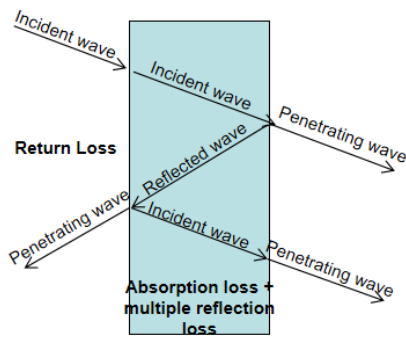 Incident wave
Incident wave
Penetrating wave
Return Loss
Reflected wave
Penetrating wave
Incident wave
Penetrating wave
Absorption loss +
multiple reflection
loss